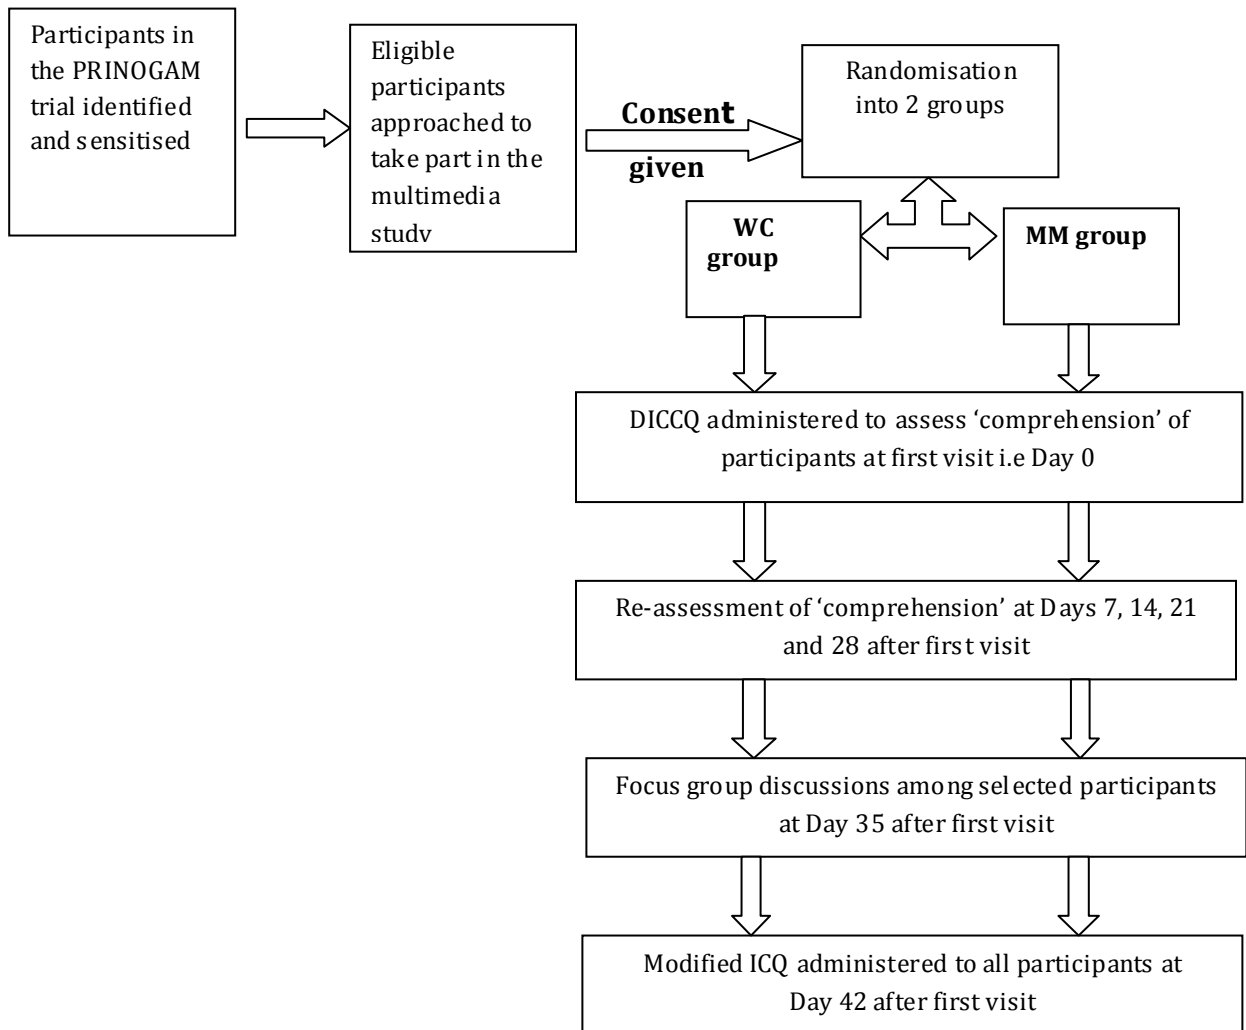 Participants in
the PRINOGAM
trial identified
and sensitised
Eligible
participants
approached to
take part in the
multimedia
study
Consent
given
Randomisation
into 2 groups
WC
group
MM group
DICCQ administered to assess ‘comprehension’ of
participants at first visit i.e Day 0
Re-assessment of ‘comprehension’ at Days 7, 14, 21
and 28 after first visit
Focus group discussions among selected participants
at Day 35 after first visit
Modified ICQ administered to all participants at
Day 42 after first visit